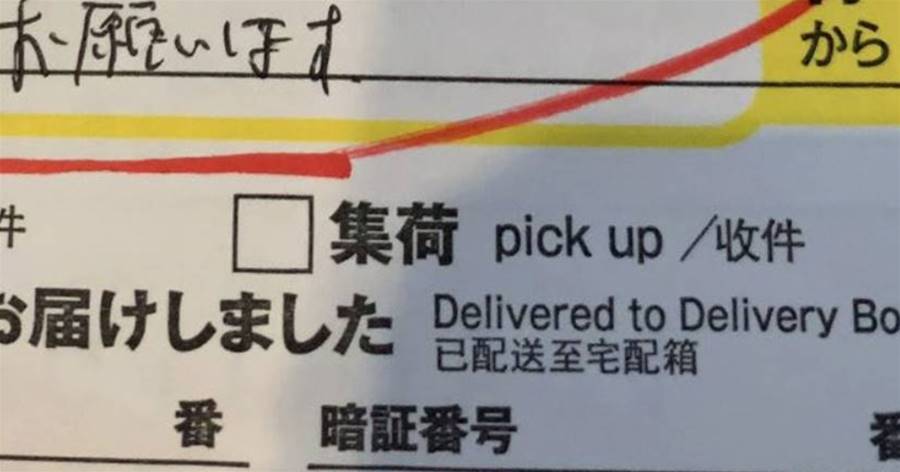 お願いします
から
件 集荷 pick up ／收件
お届けしました Delivered to Delivery Bo
已配送至宅配箱
番 暗証番号 番